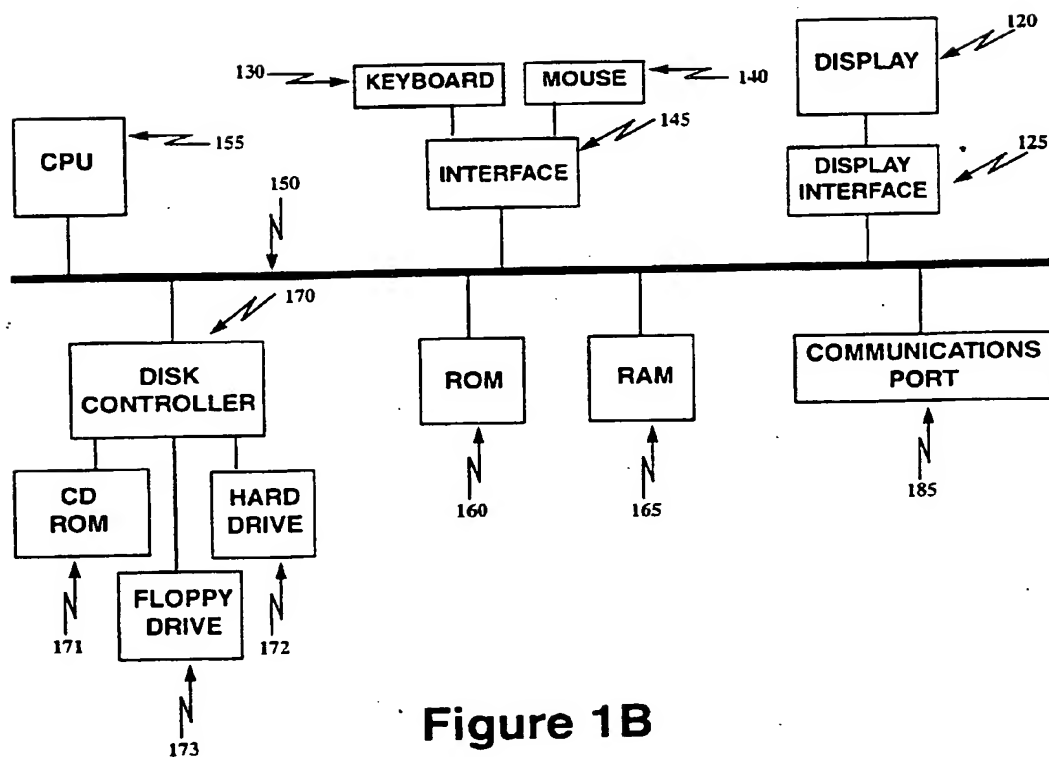 120
DISPLAY
130
KEYBOARD
MOUSE
140
145
CPU
155
INTERFACE
DISPLAY
INTERFACE
125
150
170
DISK
CONTROLLER
ROM
RAM
COMMUNICATIONS
PORT
160
165
185
CD
ROM
HARD
DRIVE
FLOPPY
DRIVE
171
172
173
Figure 1B